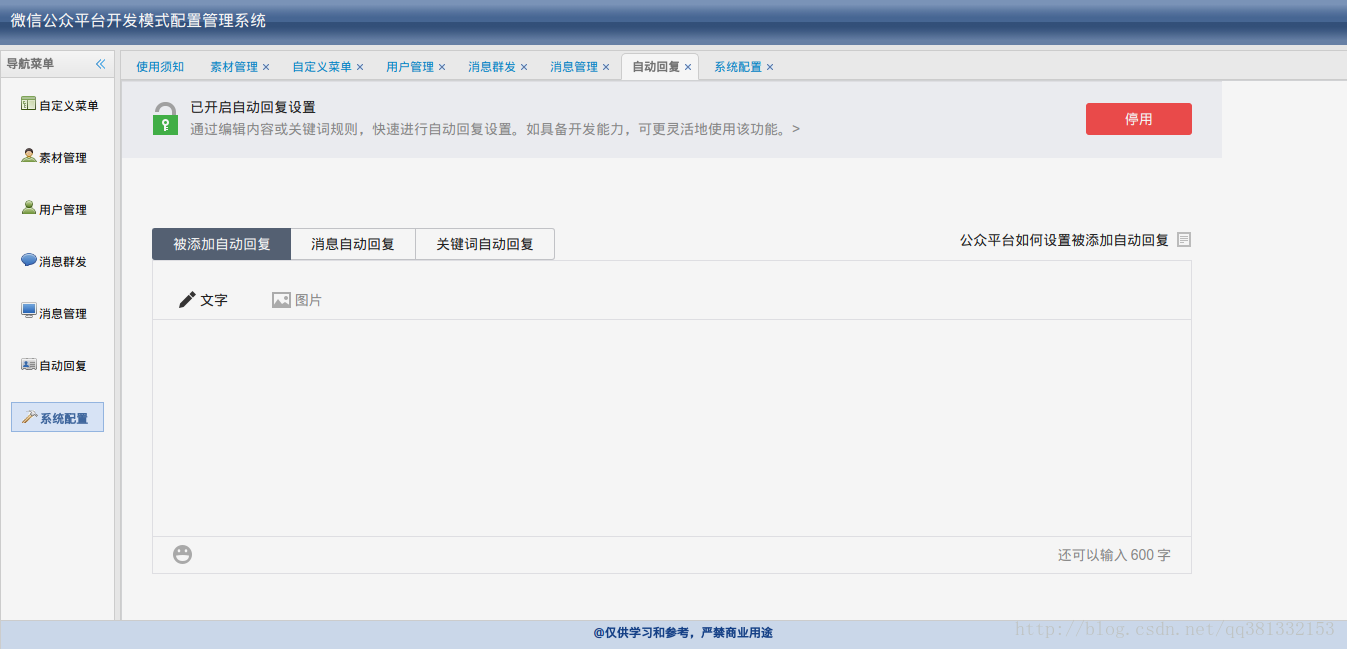 微信公众平台开发模式配置管理系统
导航菜单
使用须知 素材管理 自定义菜单 用户管理 消息群发 消息管理 自动回复 系统配置
自定义菜单
素材管理
用户管理
消息群发
消息管理
自动回复
系统配置
已开启自动回复设置
通过编辑内容或关键词规则，快速进行自动回复设置。如具备开发能力，可更灵活地使用该功能。>
停用
被添加自动回复 消息自动回复 关键词自动回复
公众平台如何设置被添加自动回复
文字 图片
还可以输入 600 字
@仅供学习和参考，严禁商业用途
http://blog.csdn.net/qq381332153